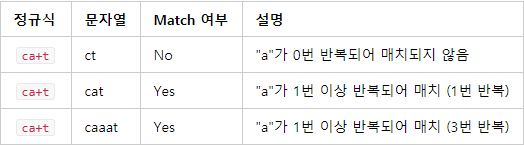 정규식 문자열 Match 여부 설명
ca+t ct No "a"가 0번 반복되어 매치되지 않음
ca+t cat Yes "a"가 1번 이상 반복되어 매치 (1번 반복)
ca+t caaat Yes "a"가 1번 이상 반복되어 매치 (3번 반복)